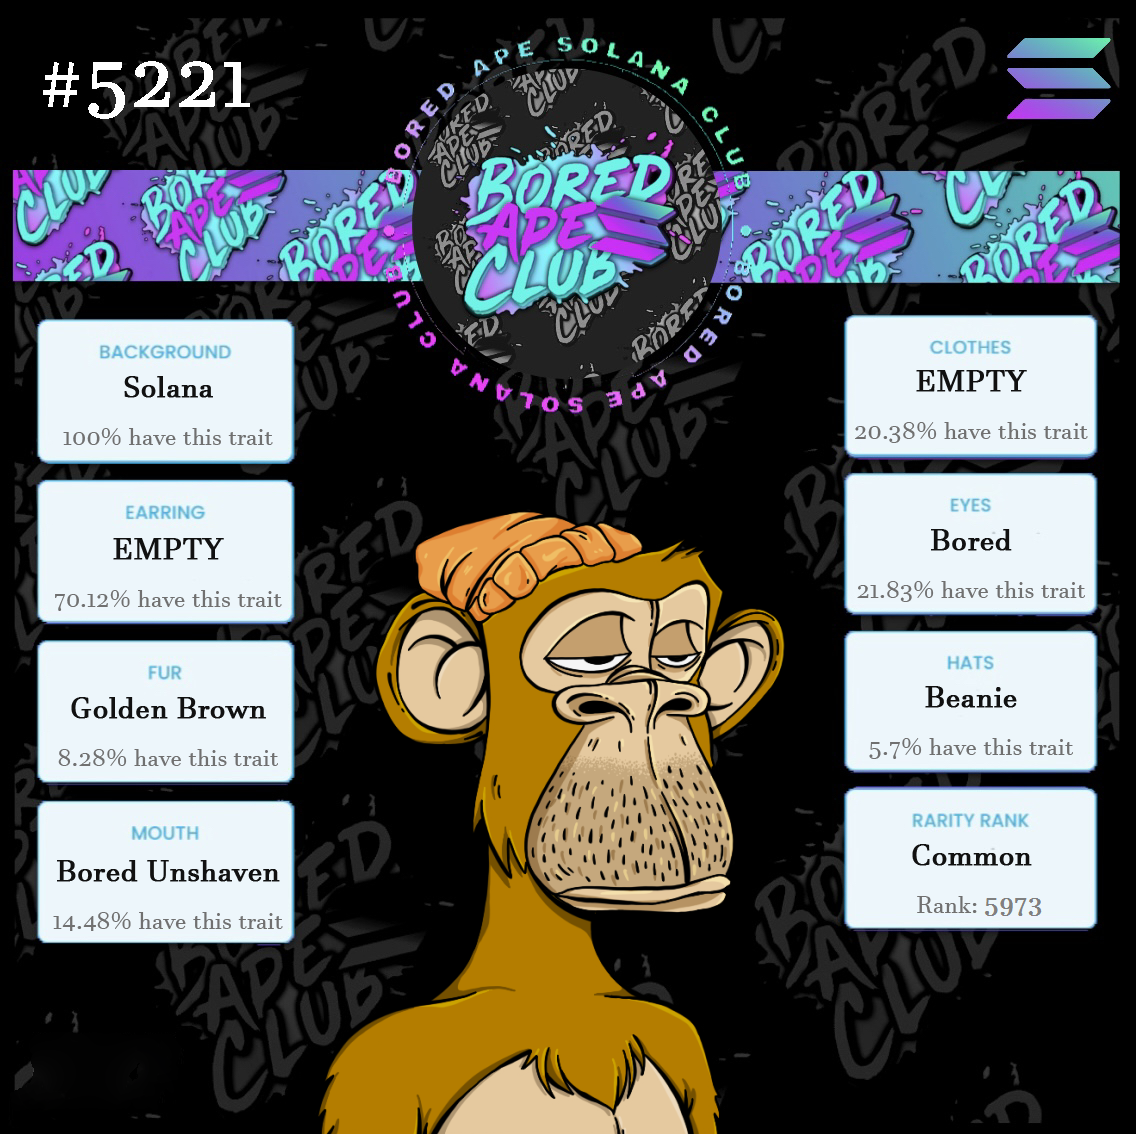 #5221
BORED APE SOLANA CLUB
BORED APE SOLANA CLUB
BORED
APE
CLUB
BACKGROUND
Solana
100% have this trait
EARRING
EMPTY
70.12% have this trait
FUR
Golden Brown
8.28% have this trait
MOUTH
Bored Unshaven
14.48% have this trait
CLOTHES
EMPTY
20.38% have this trait
EYES
Bored
21.83% have this trait
HATS
Beanie
5.7% have this trait
RARITY RANK
Common
Rank: 5973